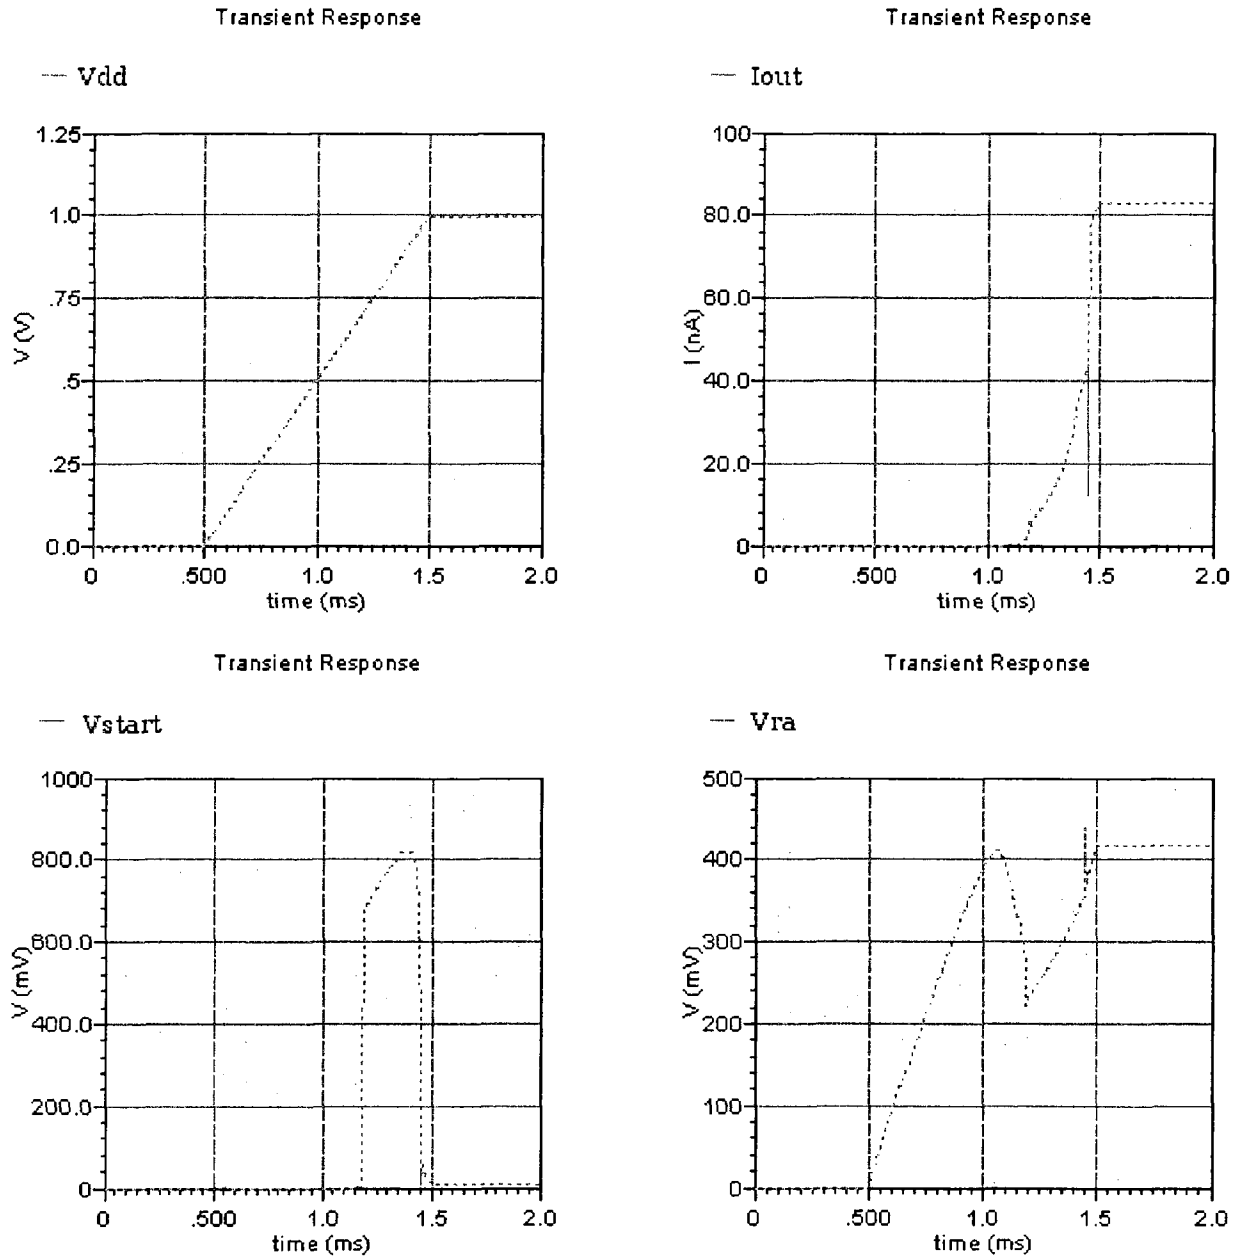 Transient Response
Vdd
1.25
1.0
.75
.5
.25
0.0
V (V)
0 .500 1.0 1.5 2.0
time (ms)
Transient Response
Iout
100
80.0
60.0
40.0
20.0
0
I (nA)
0 .500 1.0 1.5 2.0
time (ms)
Transient Response
Vstart
1000
800.0
600.0
400.0
200.0
0
V (mV)
0 .500 1.0 1.5 2.0
time (ms)
Transient Response
Vra
500
400
300
200
100
0
V (mV)
0 .500 1.0 1.5 2.0
time (ms)